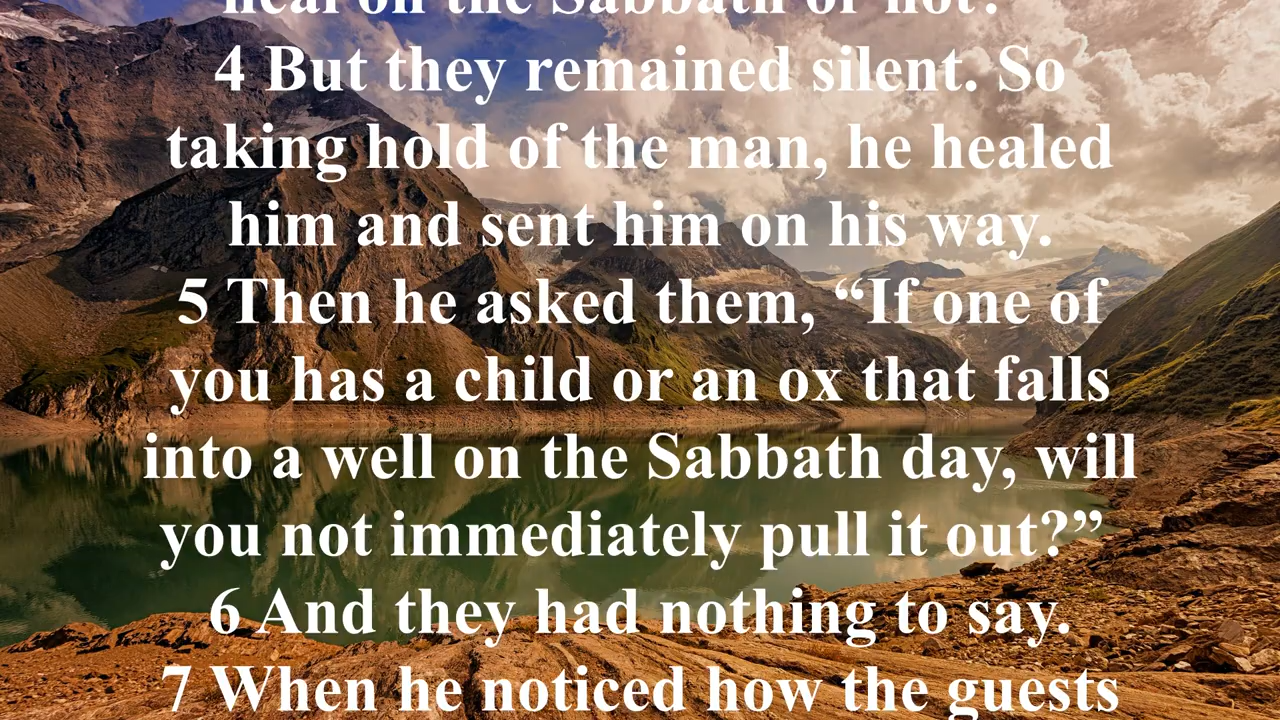 heal on the Sabbath or not?”
4 But they remained silent. So
taking hold of the man, he healed
him and sent him on his way.
5 Then he asked them, “If one of
you has a child or an ox that falls
into a well on the Sabbath day, will
you not immediately pull it out?”
6 And they had nothing to say.
7 When he noticed how the guests